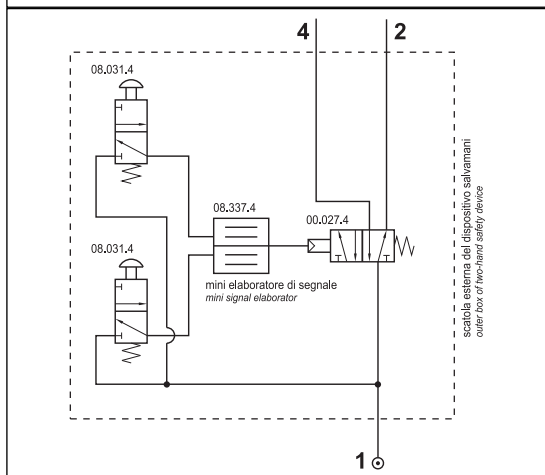 4 2
08.031.4
08.337.4
00.027.4
08.031.4
mini elaboratore di segnale
mini signal elaborator
scatola esterna del dispositivo salvamani
outer box of two-hand safety device
1